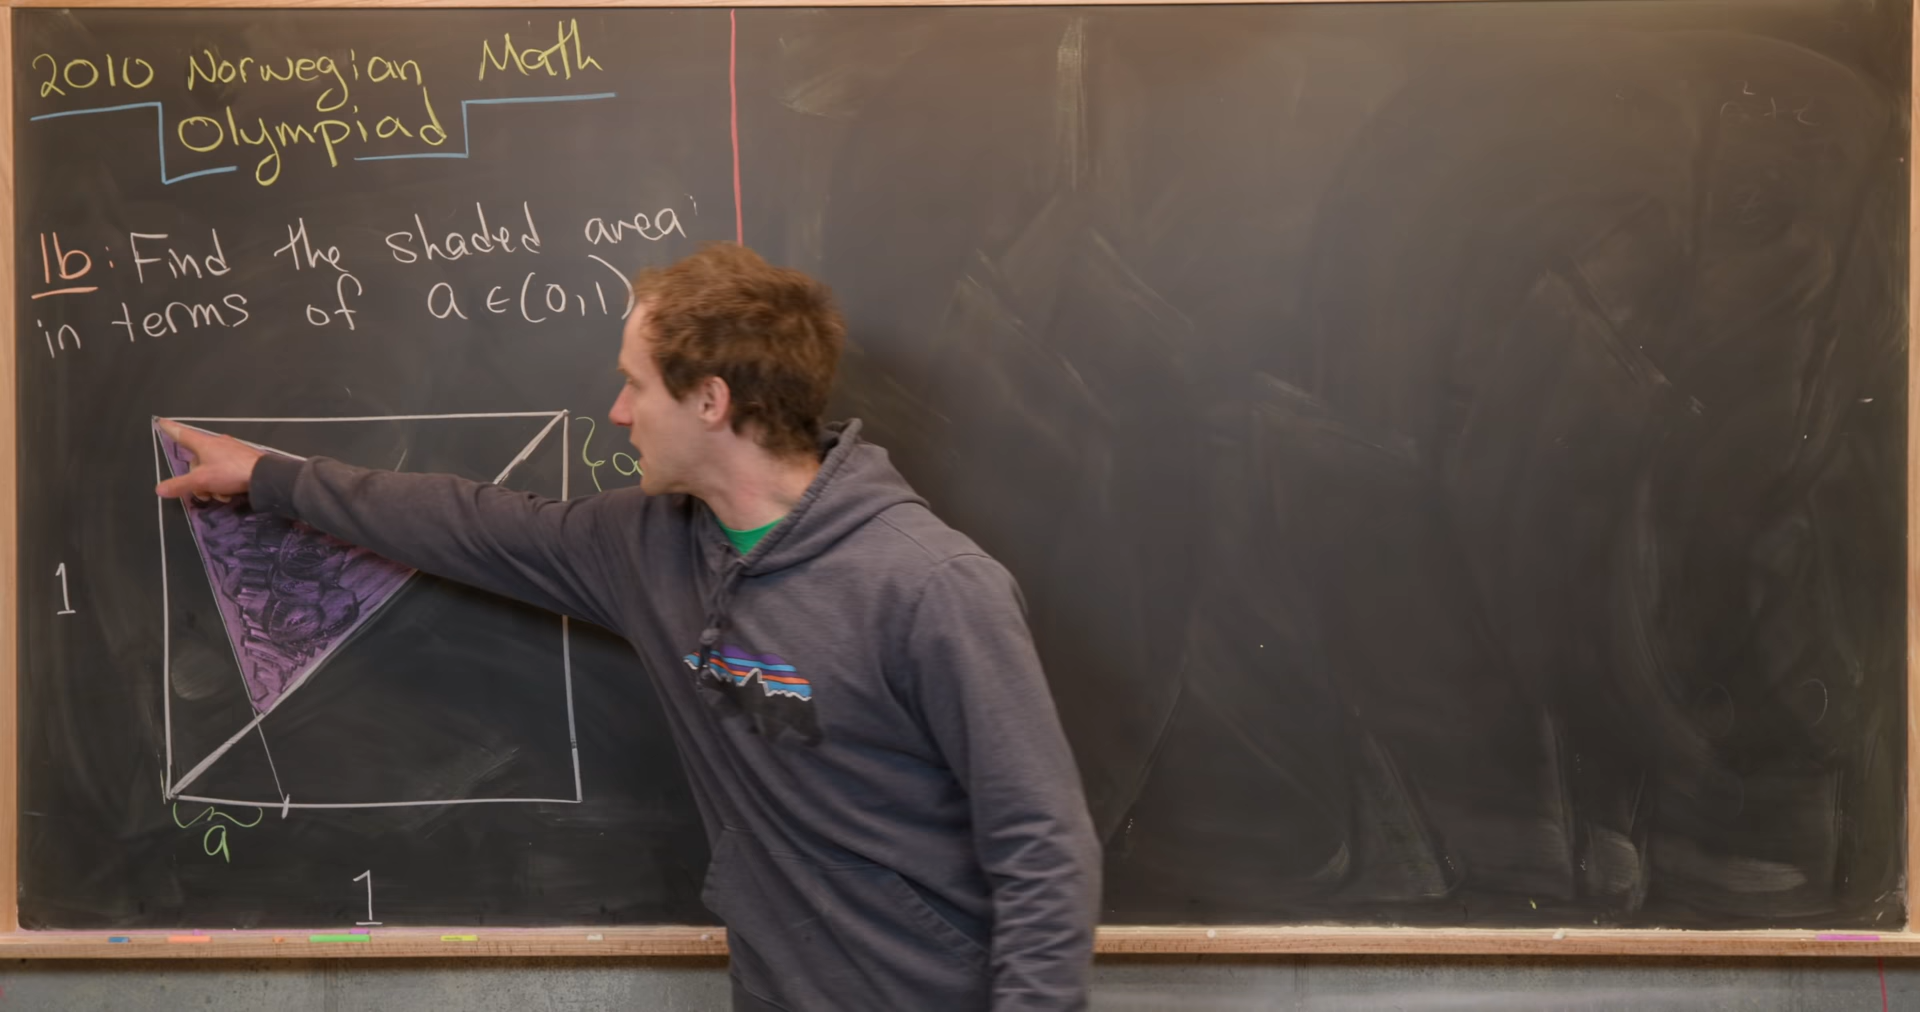 2010 Norwegian Math
Olympiad
1b: Find the shaded area
in terms of a ∈ (0,1)
a
1
a
1